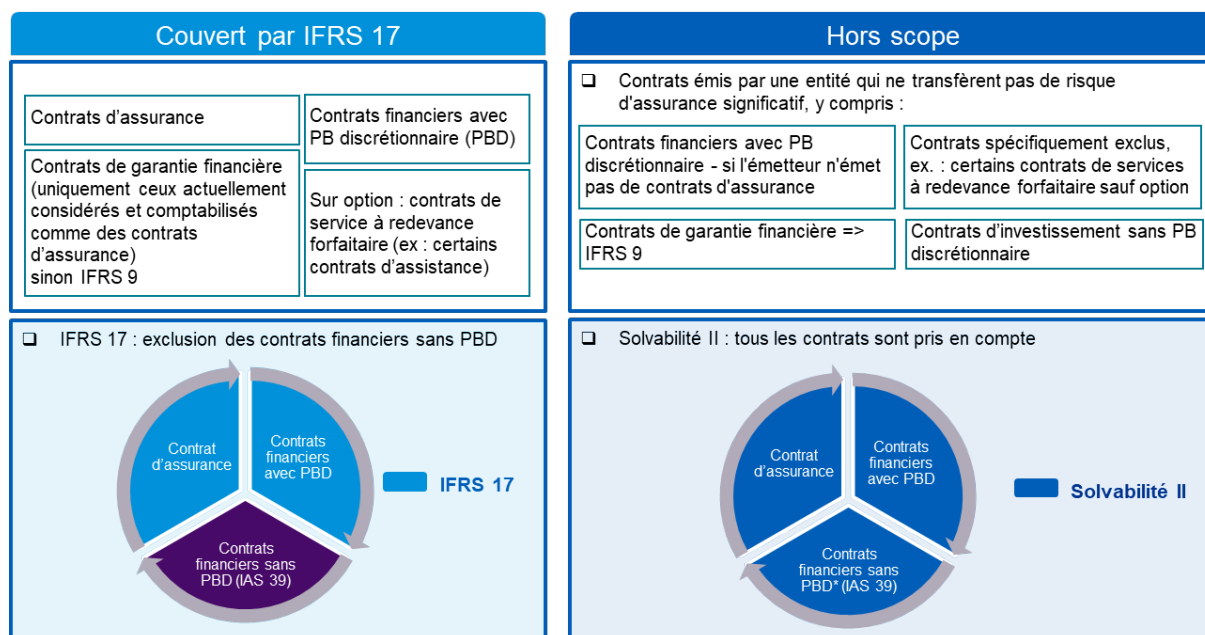 Couvert par IFRS 17
Contrats d’assurance
Contrats de garantie financière
(uniquement ceux actuellement
considérés et comptabilisés
comme des contrats
d’assurance)
sinon IFRS 9
Contrats financiers avec
PB discrétionnaire (PBD)
Sur option : contrats de
service à redevance
forfaitaire (ex : certains
contrats d’assistance)
Hors scope
❑ Contrats émis par une entité qui ne transfèrent pas de risque
d'assurance significatif, y compris :
Contrats financiers avec PB
discrétionnaire - si l'émetteur n'émet
pas de contrats d'assurance
Contrats spécifiquement exclus,
ex. : certains contrats de services
à redevance forfaitaire sauf option
Contrats de garantie financière =>
IFRS 9
Contrats d’investissement sans PB
discrétionnaire
❑ IFRS 17 : exclusion des contrats financiers sans PBD
Contrat
d’assurance
Contrats
financiers
avec PBD
Contrats
financiers sans
PBD (IAS 39)
IFRS 17
❑ Solvabilité II : tous les contrats sont pris en compte
Contrat
d’assurance
Contrats
financiers
avec PBD
Contrats
financiers sans
PBD* (IAS 39)
Solvabilité II